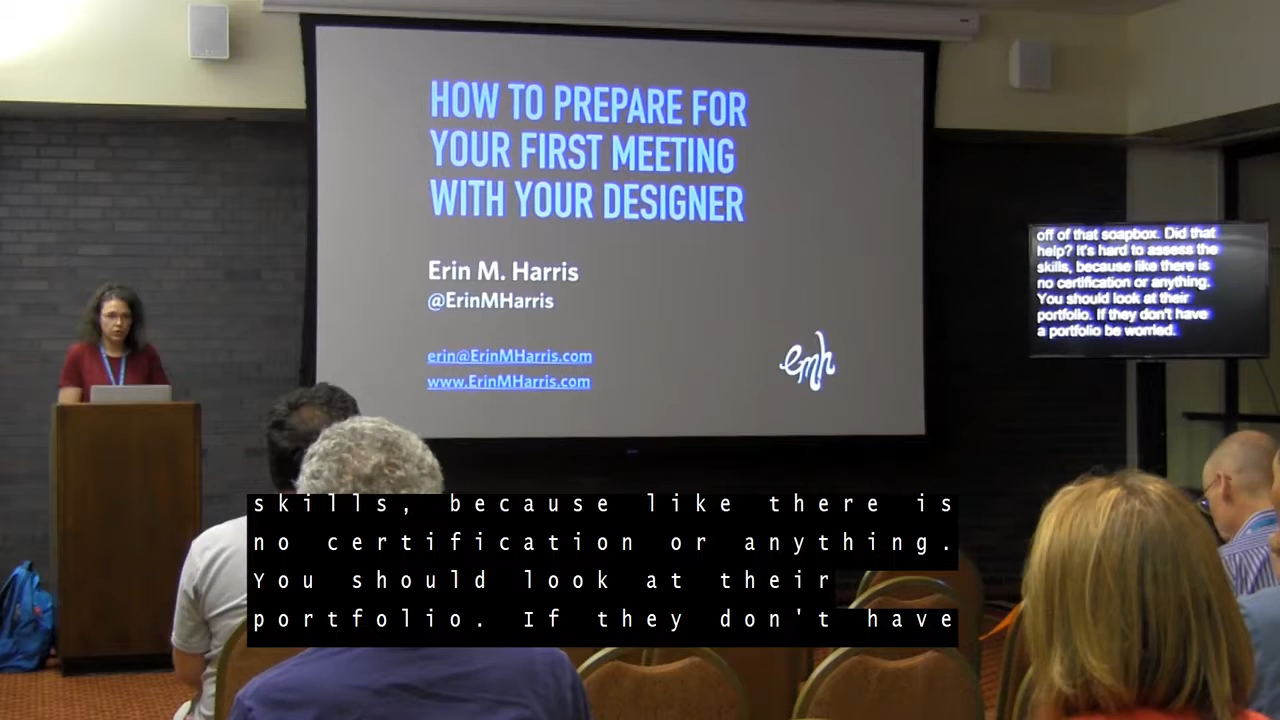 HOW TO PREPARE FOR
YOUR FIRST MEETING
WITH YOUR DESIGNER
Erin M. Harris
@ErinMHarris
erin@ErinMHarris.com
www.ErinMHarris.com
emh
off of that soapbox. Did that
help? It's hard to assess the
skills, because like there is
no certification or anything.
You should look at their
portfolio. If they don't have
a portfolio be worried.
skills, because like there is
no certification or anything.
You should look at their
portfolio. If they don't have